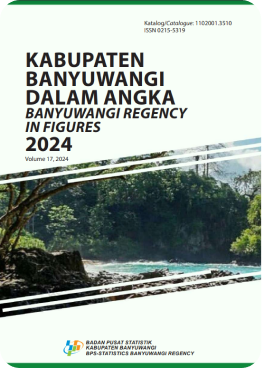 Katalog/Catalogue: 1102001.3510
ISSN 0215-5319
KABUPATEN
BANYUWANGI
DALAM ANGKA
BANYUWANGI REGENCY
IN FIGURES
2024
Volume 17, 2024
BADAN PUSAT STATISTIK
KABUPATEN BANYUWANGI
BPS-STATISTICS BANYUWANGI REGENCY